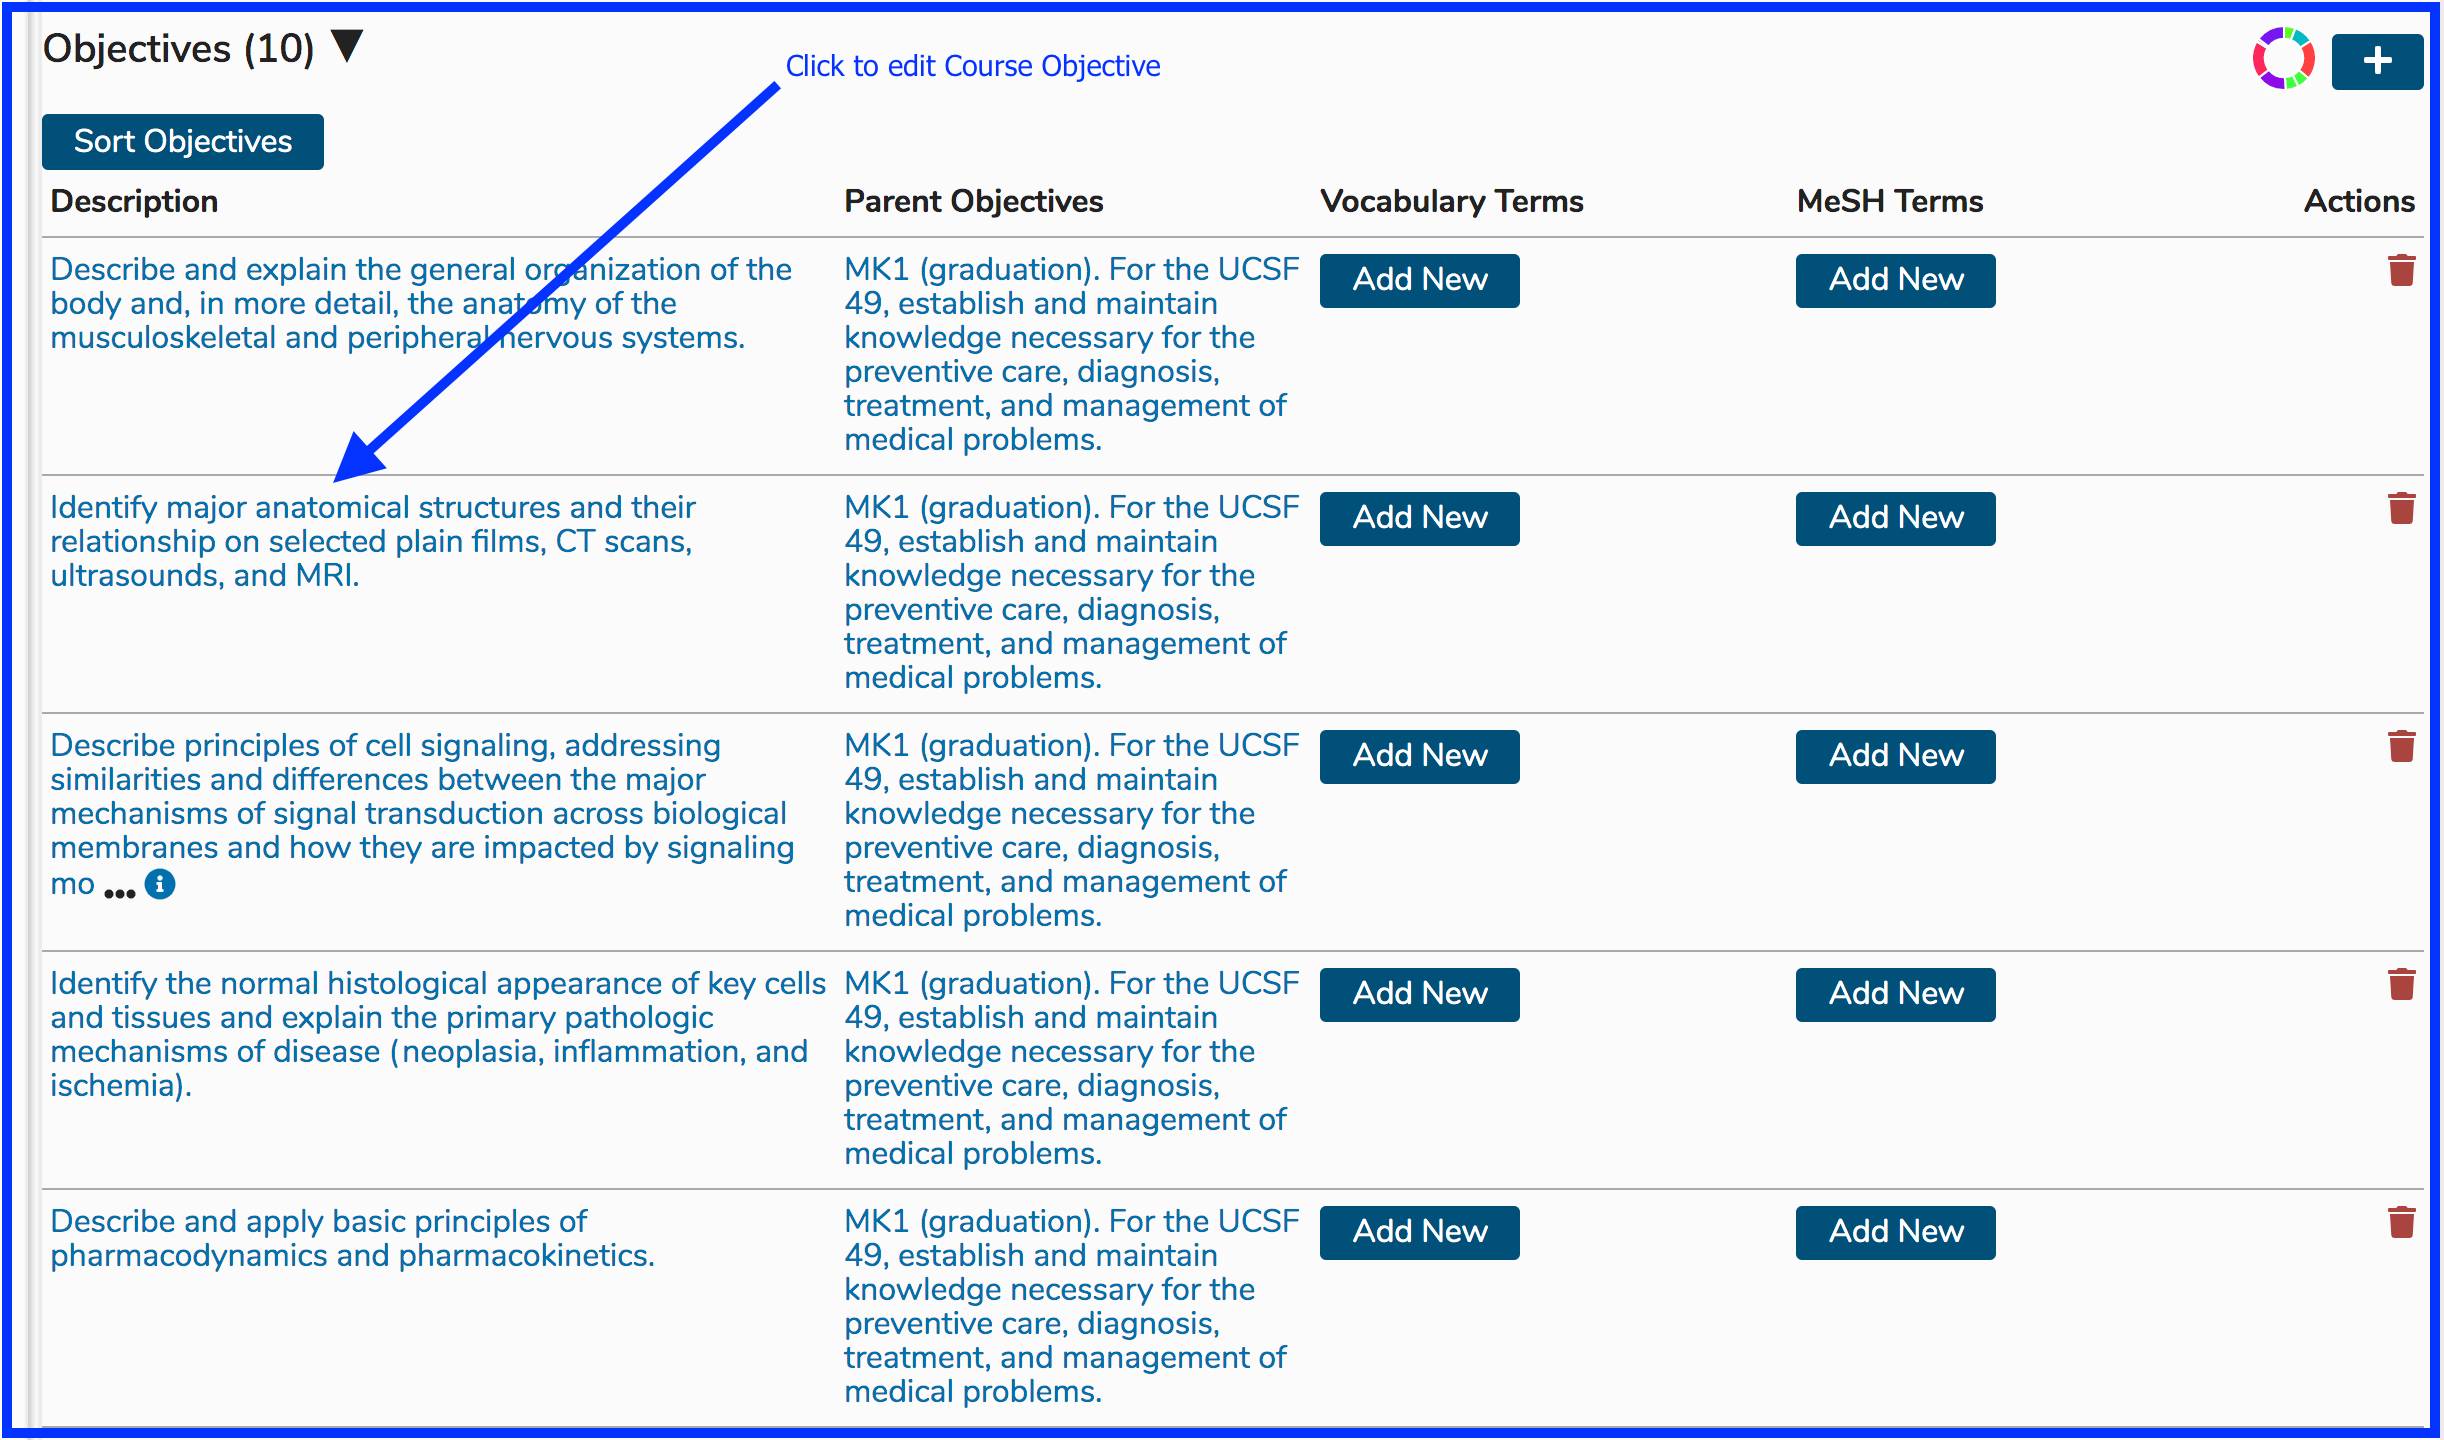 Objectives (10)
Click to edit Course Objective
Sort Objectives
Description Parent Objectives Vocabulary Terms MeSH Terms Actions
Describe and explain the general organization of the
body and, in more detail, the anatomy of the
musculoskeletal and peripheral nervous systems.
MK1 (graduation). For the UCSF
49, establish and maintain
knowledge necessary for the
preventive care, diagnosis,
treatment, and management of
medical problems.
Add New
Add New
Identify major anatomical structures and their
relationship on selected plain films, CT scans,
ultrasounds, and MRI.
MK1 (graduation). For the UCSF
49, establish and maintain
knowledge necessary for the
preventive care, diagnosis,
treatment, and management of
medical problems.
Add New
Add New
Describe principles of cell signaling, addressing
similarities and differences between the major
mechanisms of signal transduction across biological
membranes and how they are impacted by signaling
mo ...
MK1 (graduation). For the UCSF
49, establish and maintain
knowledge necessary for the
preventive care, diagnosis,
treatment, and management of
medical problems.
Add New
Add New
Identify the normal histological appearance of key cells
and tissues and explain the primary pathologic
mechanisms of disease (neoplasia, inflammation, and
ischemia).
MK1 (graduation). For the UCSF
49, establish and maintain
knowledge necessary for the
preventive care, diagnosis,
treatment, and management of
medical problems.
Add New
Add New
Describe and apply basic principles of
pharmacodynamics and pharmacokinetics.
MK1 (graduation). For the UCSF
49, establish and maintain
knowledge necessary for the
preventive care, diagnosis,
treatment, and management of
medical problems.
Add New
Add New